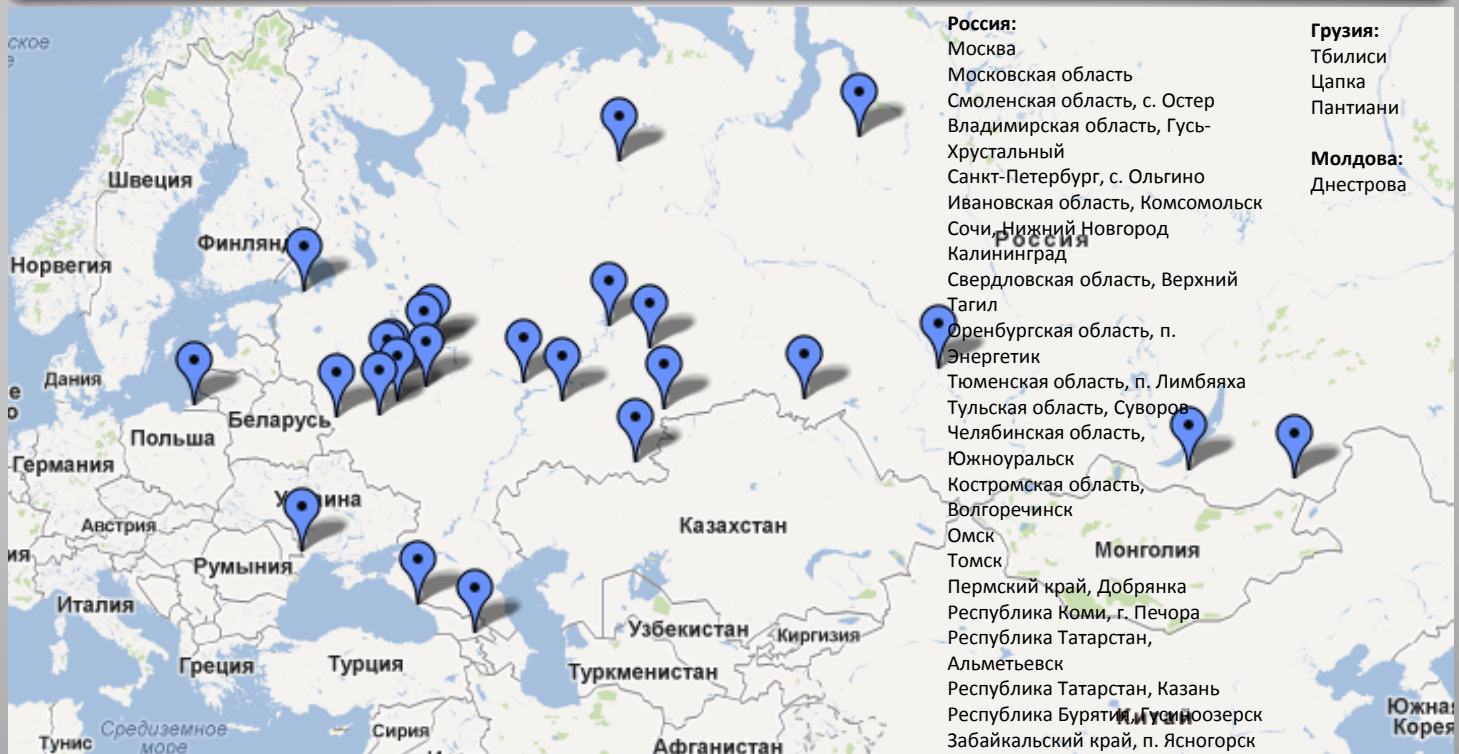 Россия:
Москва
Московская область
Смоленская область, с. Остер
Владимирская область, Гусь-
Хрустальный
Санкт-Петербург, с. Ольгино
Ивановская область, Комсомольск
Сочи, Нижний Новгород
Калининград
Свердловская область, Верхний
Тагил
Оренбургская область, п.
Энергетик
Тюменская область, п. Лимбяяха
Тульская область, Суворов
Челябинская область,
Южноуральск
Костромская область,
Волгореченск
Омск
Томск
Пермский край, Добрянка
Республика Коми, г. Печора
Республика Татарстан,
Альметьевск
Республика Татарстан, Казань
Республика Бурятия, Гусиноозерск
Забайкальский край, п. Ясногорск
Грузия:
Тбилиси
Цапка
Пантиани
Молдова:
Днестрова
ское
Швеция
Финлян
Норвегия
Россия
Дания
Беларусь
Польша
Германия
Украина
Австрия
Казахстан
Румыния
Монголия
Италия
Узбекистан
Киргизия
Греция
Турция
Туркменистан
Китай
Южная
Корея
Средиземное
море
Тунис
Сирия
Афганистан